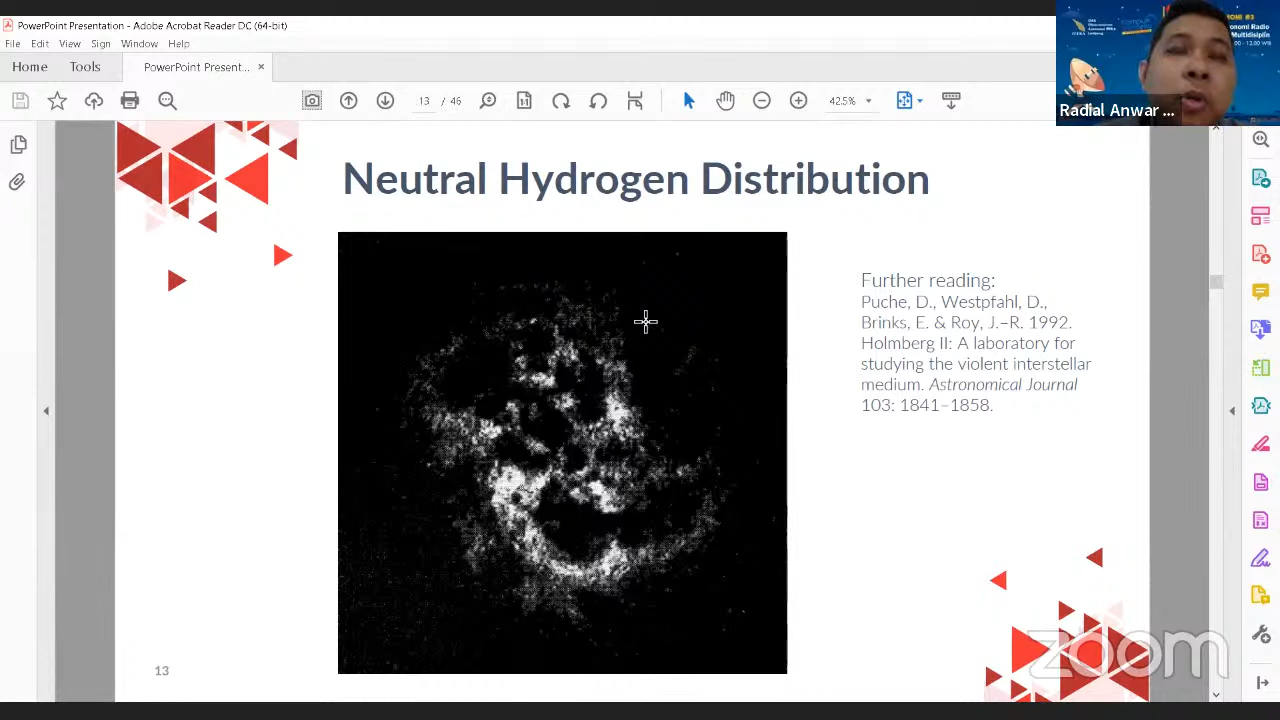 PowerPoint Presentation - Adobe Acrobat Reader DC (64-bit)
File Edit View Sign Window Help
Home Tools PowerPoint Present... ×
13 / 46 42.5%
Radial Anwar ...
Neutral Hydrogen Distribution
Further reading:
Puche, D., Westpfahl, D.,
Brinks, E. & Roy, J.–R. 1992.
Holmberg II: A laboratory for
studying the violent interstellar
medium. Astronomical Journal
103: 1841–1858.
13
zoom